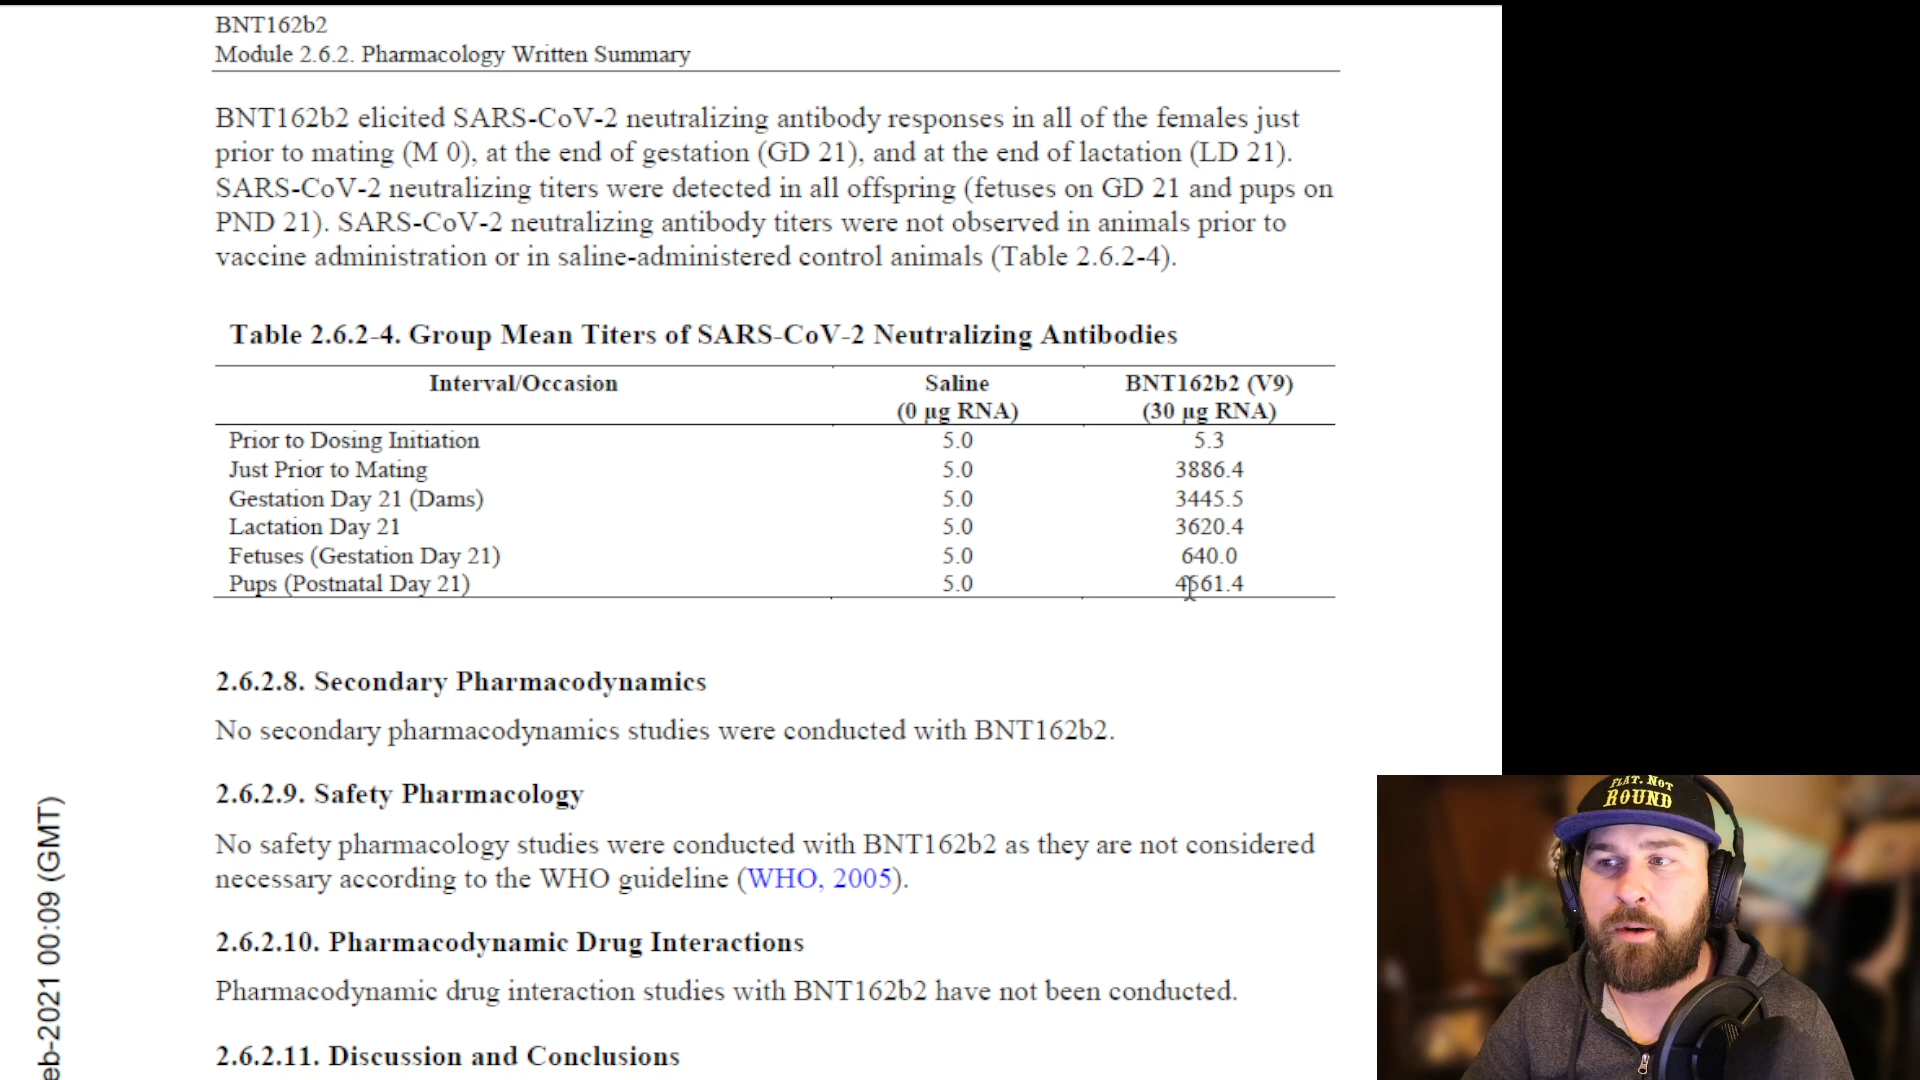 BNT162b2
Module 2.6.2. Pharmacology Written Summary
BNT162b2 elicited SARS-CoV-2 neutralizing antibody responses in all of the females just
prior to mating (M 0), at the end of gestation (GD 21), and at the end of lactation (LD 21).
SARS-CoV-2 neutralizing titers were detected in all offspring (fetuses on GD 21 and pups on
PND 21). SARS-CoV-2 neutralizing antibody titers were not observed in animals prior to
vaccine administration or in saline-administered control animals (Table 2.6.2-4).
Table 2.6.2-4. Group Mean Titers of SARS-CoV-2 Neutralizing Antibodies
Interval/Occasion Saline BNT162b2 (V9)
(0 μg RNA) (30 μg RNA)
Prior to Dosing Initiation 5.0 5.3
Just Prior to Mating 5.0 3886.4
Gestation Day 21 (Dams) 5.0 3445.5
Lactation Day 21 5.0 3620.4
Fetuses (Gestation Day 21) 5.0 640.0
Pups (Postnatal Day 21) 5.0 4561.4
2.6.2.8. Secondary Pharmacodynamics
No secondary pharmacodynamics studies were conducted with BNT162b2.
2.6.2.9. Safety Pharmacology
No safety pharmacology studies were conducted with BNT162b2 as they are not considered
necessary according to the WHO guideline (WHO, 2005).
2.6.2.10. Pharmacodynamic Drug Interactions
Pharmacodynamic drug interaction studies with BNT162b2 have not been conducted.
2.6.2.11. Discussion and Conclusions
eb-2021 00:09 (GMT)
FLAT. NOT
ROUND